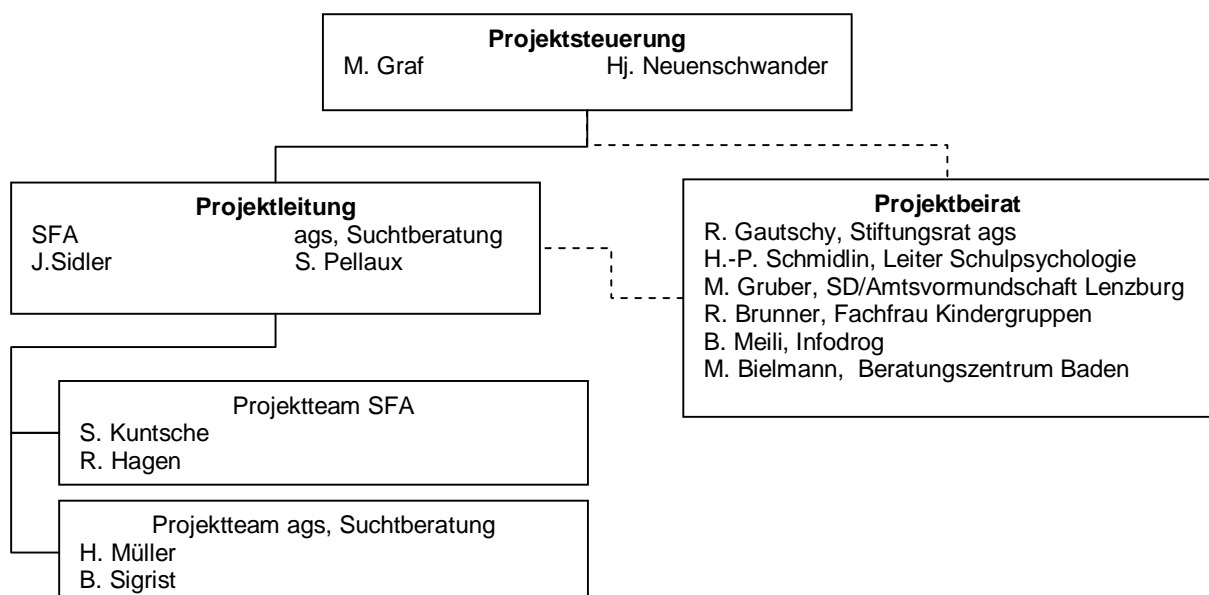 Projektsteuerung
M. Graf Hj. Neuenschwander
Projektleitung
SFA ags, Suchtberatung
J.Sidler S. Pellaux
Projektbeirat
R. Gautschy, Stiftungsrat ags
H.-P. Schmidlin, Leiter Schulpsychologie
M. Gruber, SD/Amtsvormundschaft Lenzburg
R. Brunner, Fachfrau Kindergruppen
B. Meili, Infodrog
M. Bielmann, Beratungszentrum Baden
Projektteam SFA
S. Kuntsche
R. Hagen
Projektteam ags, Suchtberatung
H. Müller
B. Sigrist